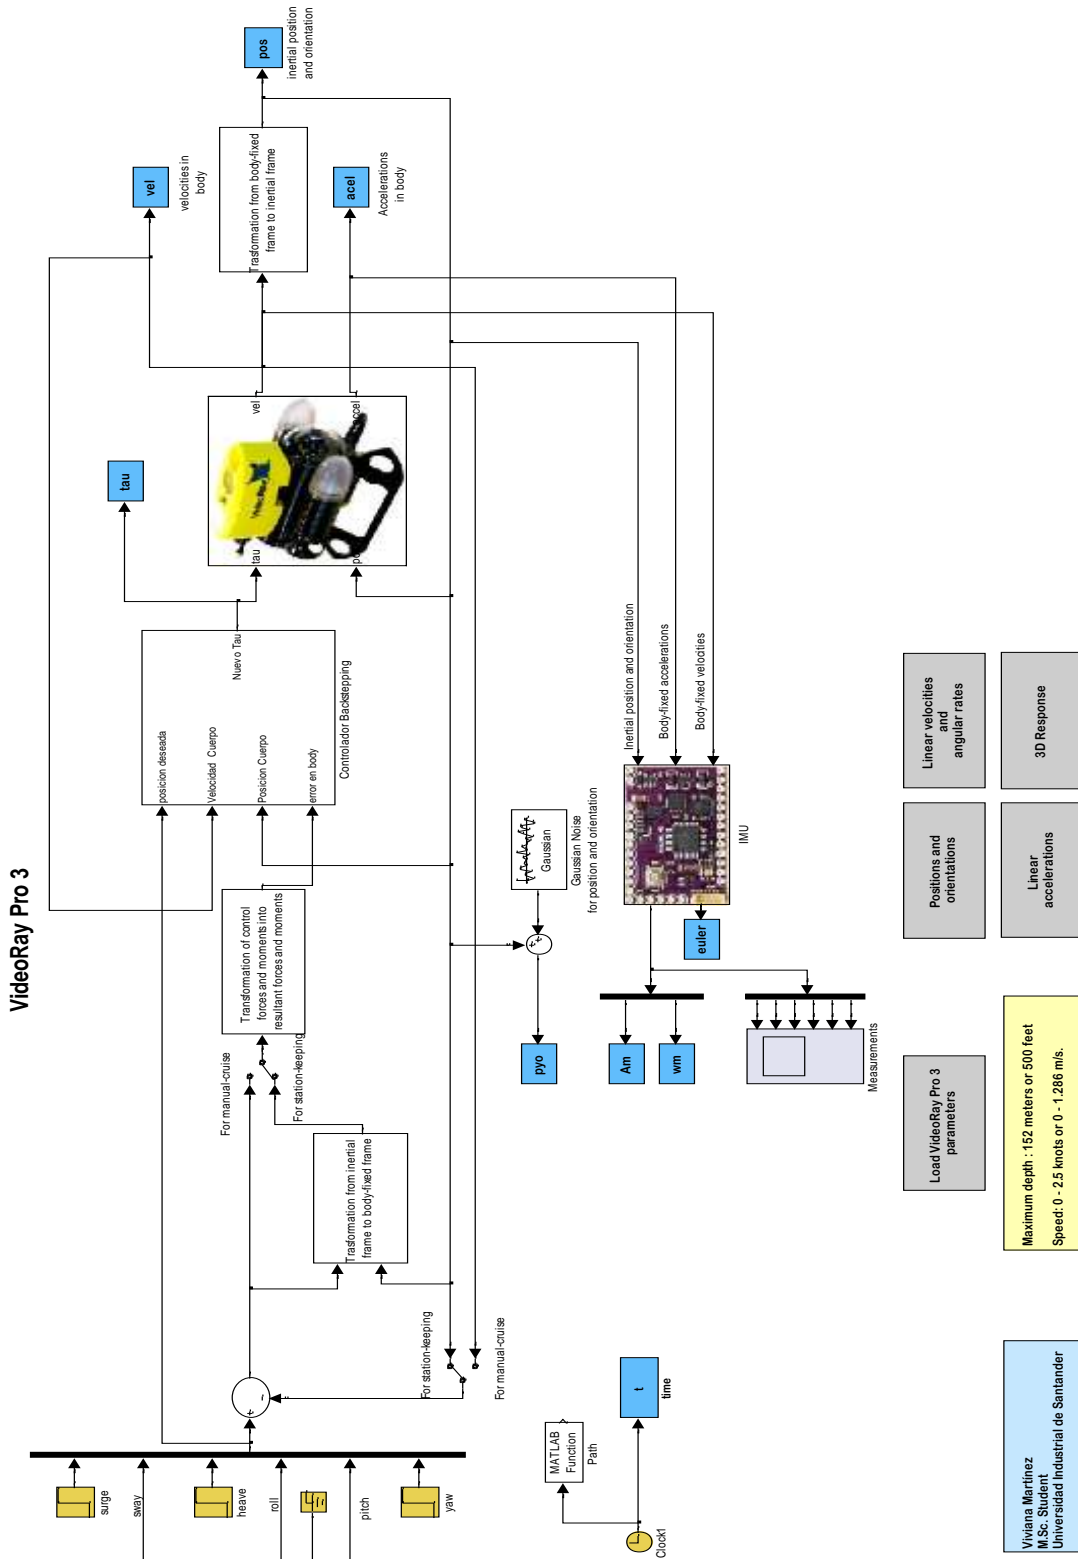 VideoRay Pro 3
surge
sway
heave
roll
pitch
yaw
For station-keeping
For manual-cruise
Trasformation from inertial
frame to body-fixed frame
For manual-cruise
For station-keeping
Transformation of control
forces and moments into
resultant forces and moments
posicion deseada
Velocidad Cuerpo
Posicion Cuerpo
error en body
Nuevo Tau
Controlador Backstepping
tau
tau
po
vel
accel
vel
velocities in
body
Trasformation from body-fixed
frame to inertial frame
acel
Accelerations
in body
pos
inertial position
and orientation
Gaussian
Gaussian Noise
for position and orientation
pyo
Inertial position and orientation
Body-fixed accelerations
Body-fixed velocities
IMU
euler
Am
wm
Measurements
Clock1
MATLAB
Function
Path
t
time
Load VideoRay Pro 3
parameters
Positions and
orientations
Linear velocities
and
angular rates
Linear
accelerations
3D Response
Maximum depth : 152 meters or 500 feet
Speed: 0 - 2.5 knots or 0 - 1.286 m/s.
Viviana Martinez
M.Sc. Student
Universidad Industrial de Santander